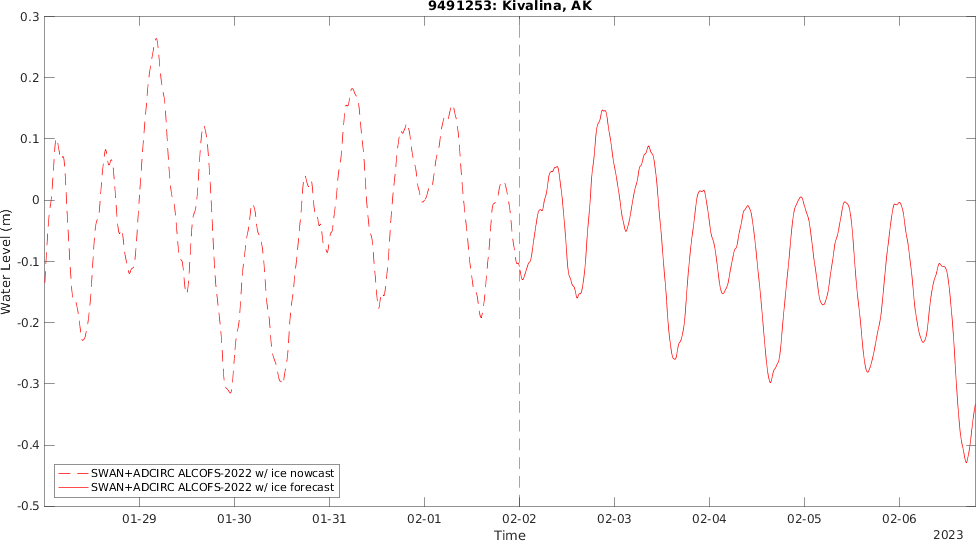 9491253: Kivalina, AK
0.3
0.2
0.1
0
-0.1
-0.2
-0.3
-0.4
-0.5
Water Level (m)
SWAN+ADCIRC ALCOFS-2022 w/ ice nowcast
SWAN+ADCIRC ALCOFS-2022 w/ ice forecast
01-29 01-30 01-31 02-01 02-02 02-03 02-04 02-05 02-06
Time
2023